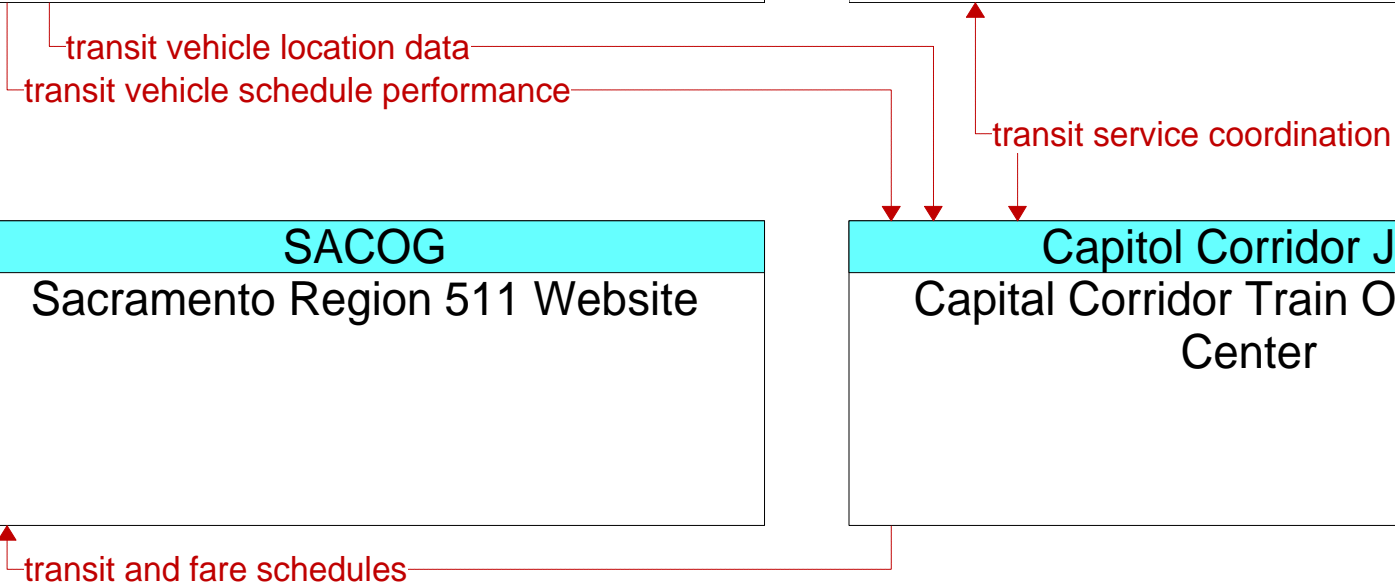 transit vehicle location data
transit vehicle schedule performance
transit service coordination
SACOG
Sacramento Region 511 Website
Capitol Corridor J
Capital Corridor Train O
Center
transit and fare schedules